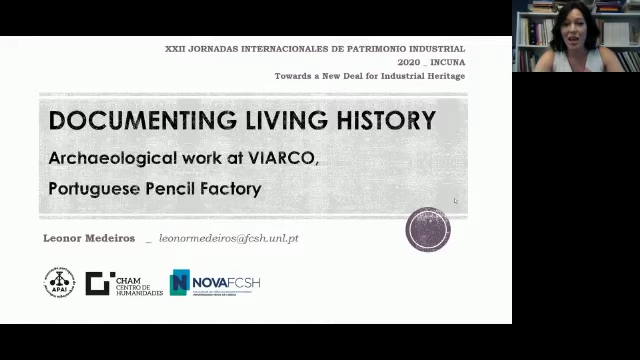 XXII JORNADAS INTERNACIONALES DE PATRIMONIO INDUSTRIAL
2020 _ INCUNA
Towards a New Deal for Industrial Heritage
DOCUMENTING LIVING HISTORY
Archaeological work at VIARCO,
Portuguese Pencil Factory
Leonor Medeiros _ leonormedeiros@fcsh.unl.pt
APAI
CHAM
CENTRO DE
HUMANIDADES
N
NOVAFCSH